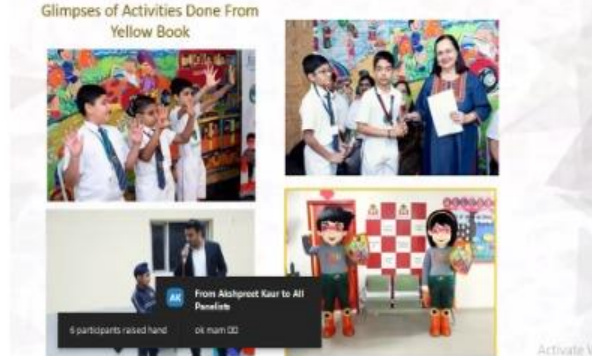 Glimpses of Activities Done From
Yellow Book
AK
From Akshpreet Kaur to All
Panelists
6 participants raised hand
ok mam
Activate